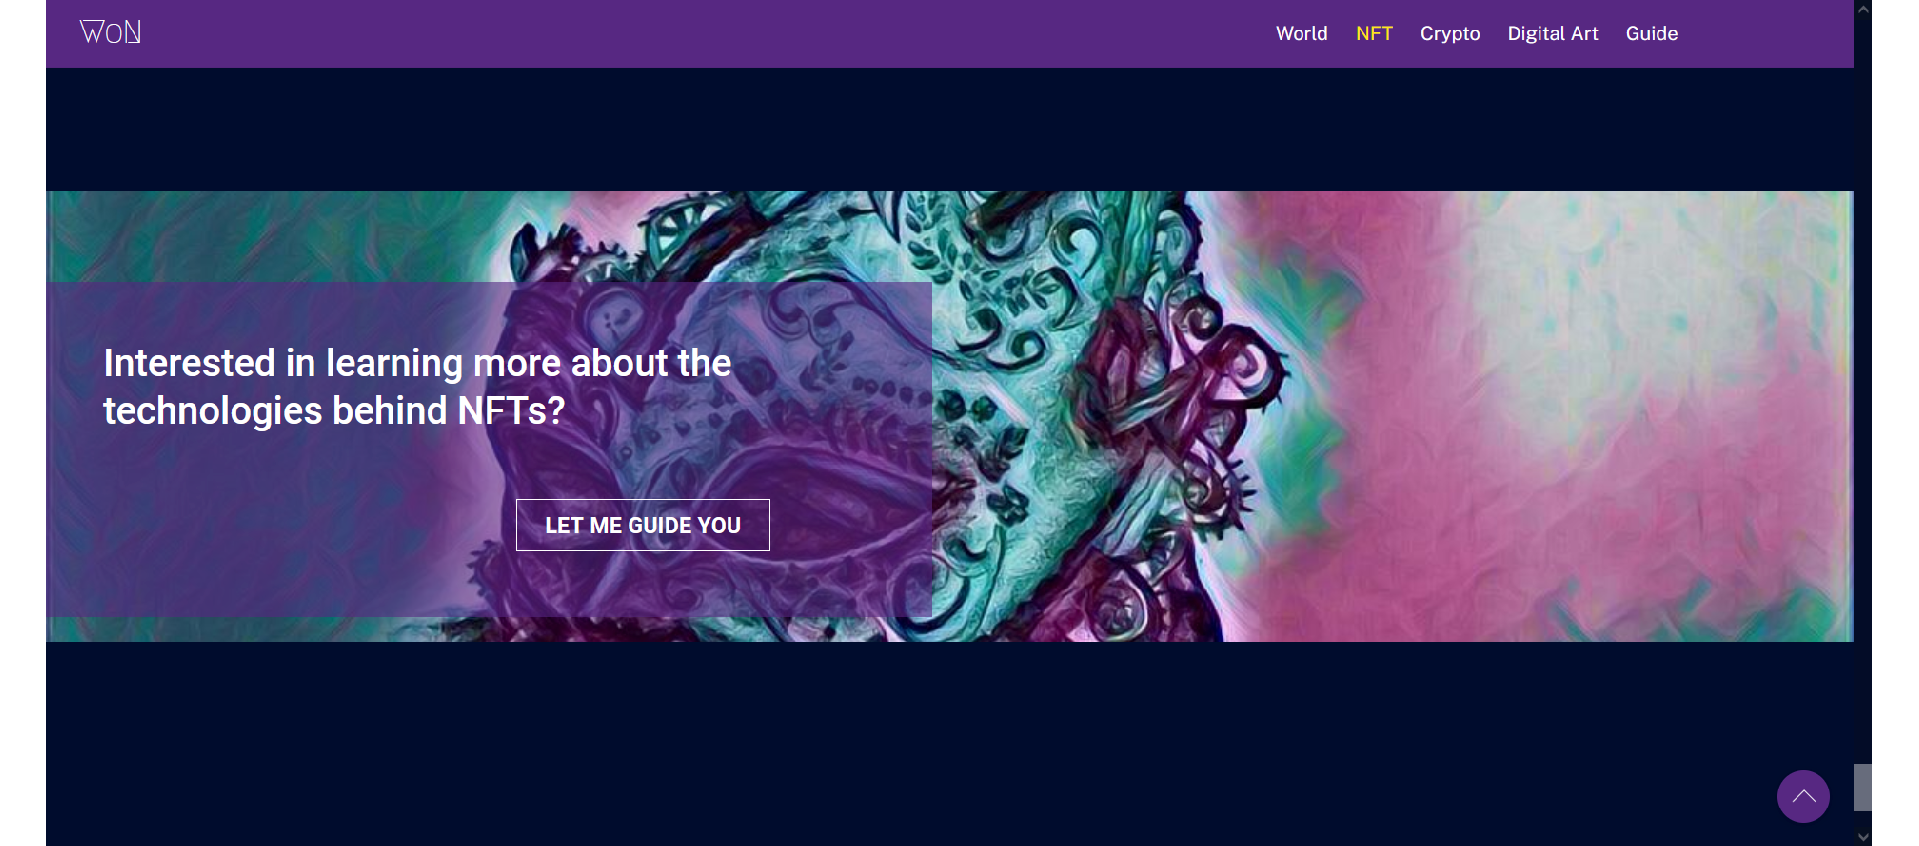 WoN
World NFT Crypto Digital Art Guide
Interested in learning more about the
technologies behind NFTs?
LET ME GUIDE YOU